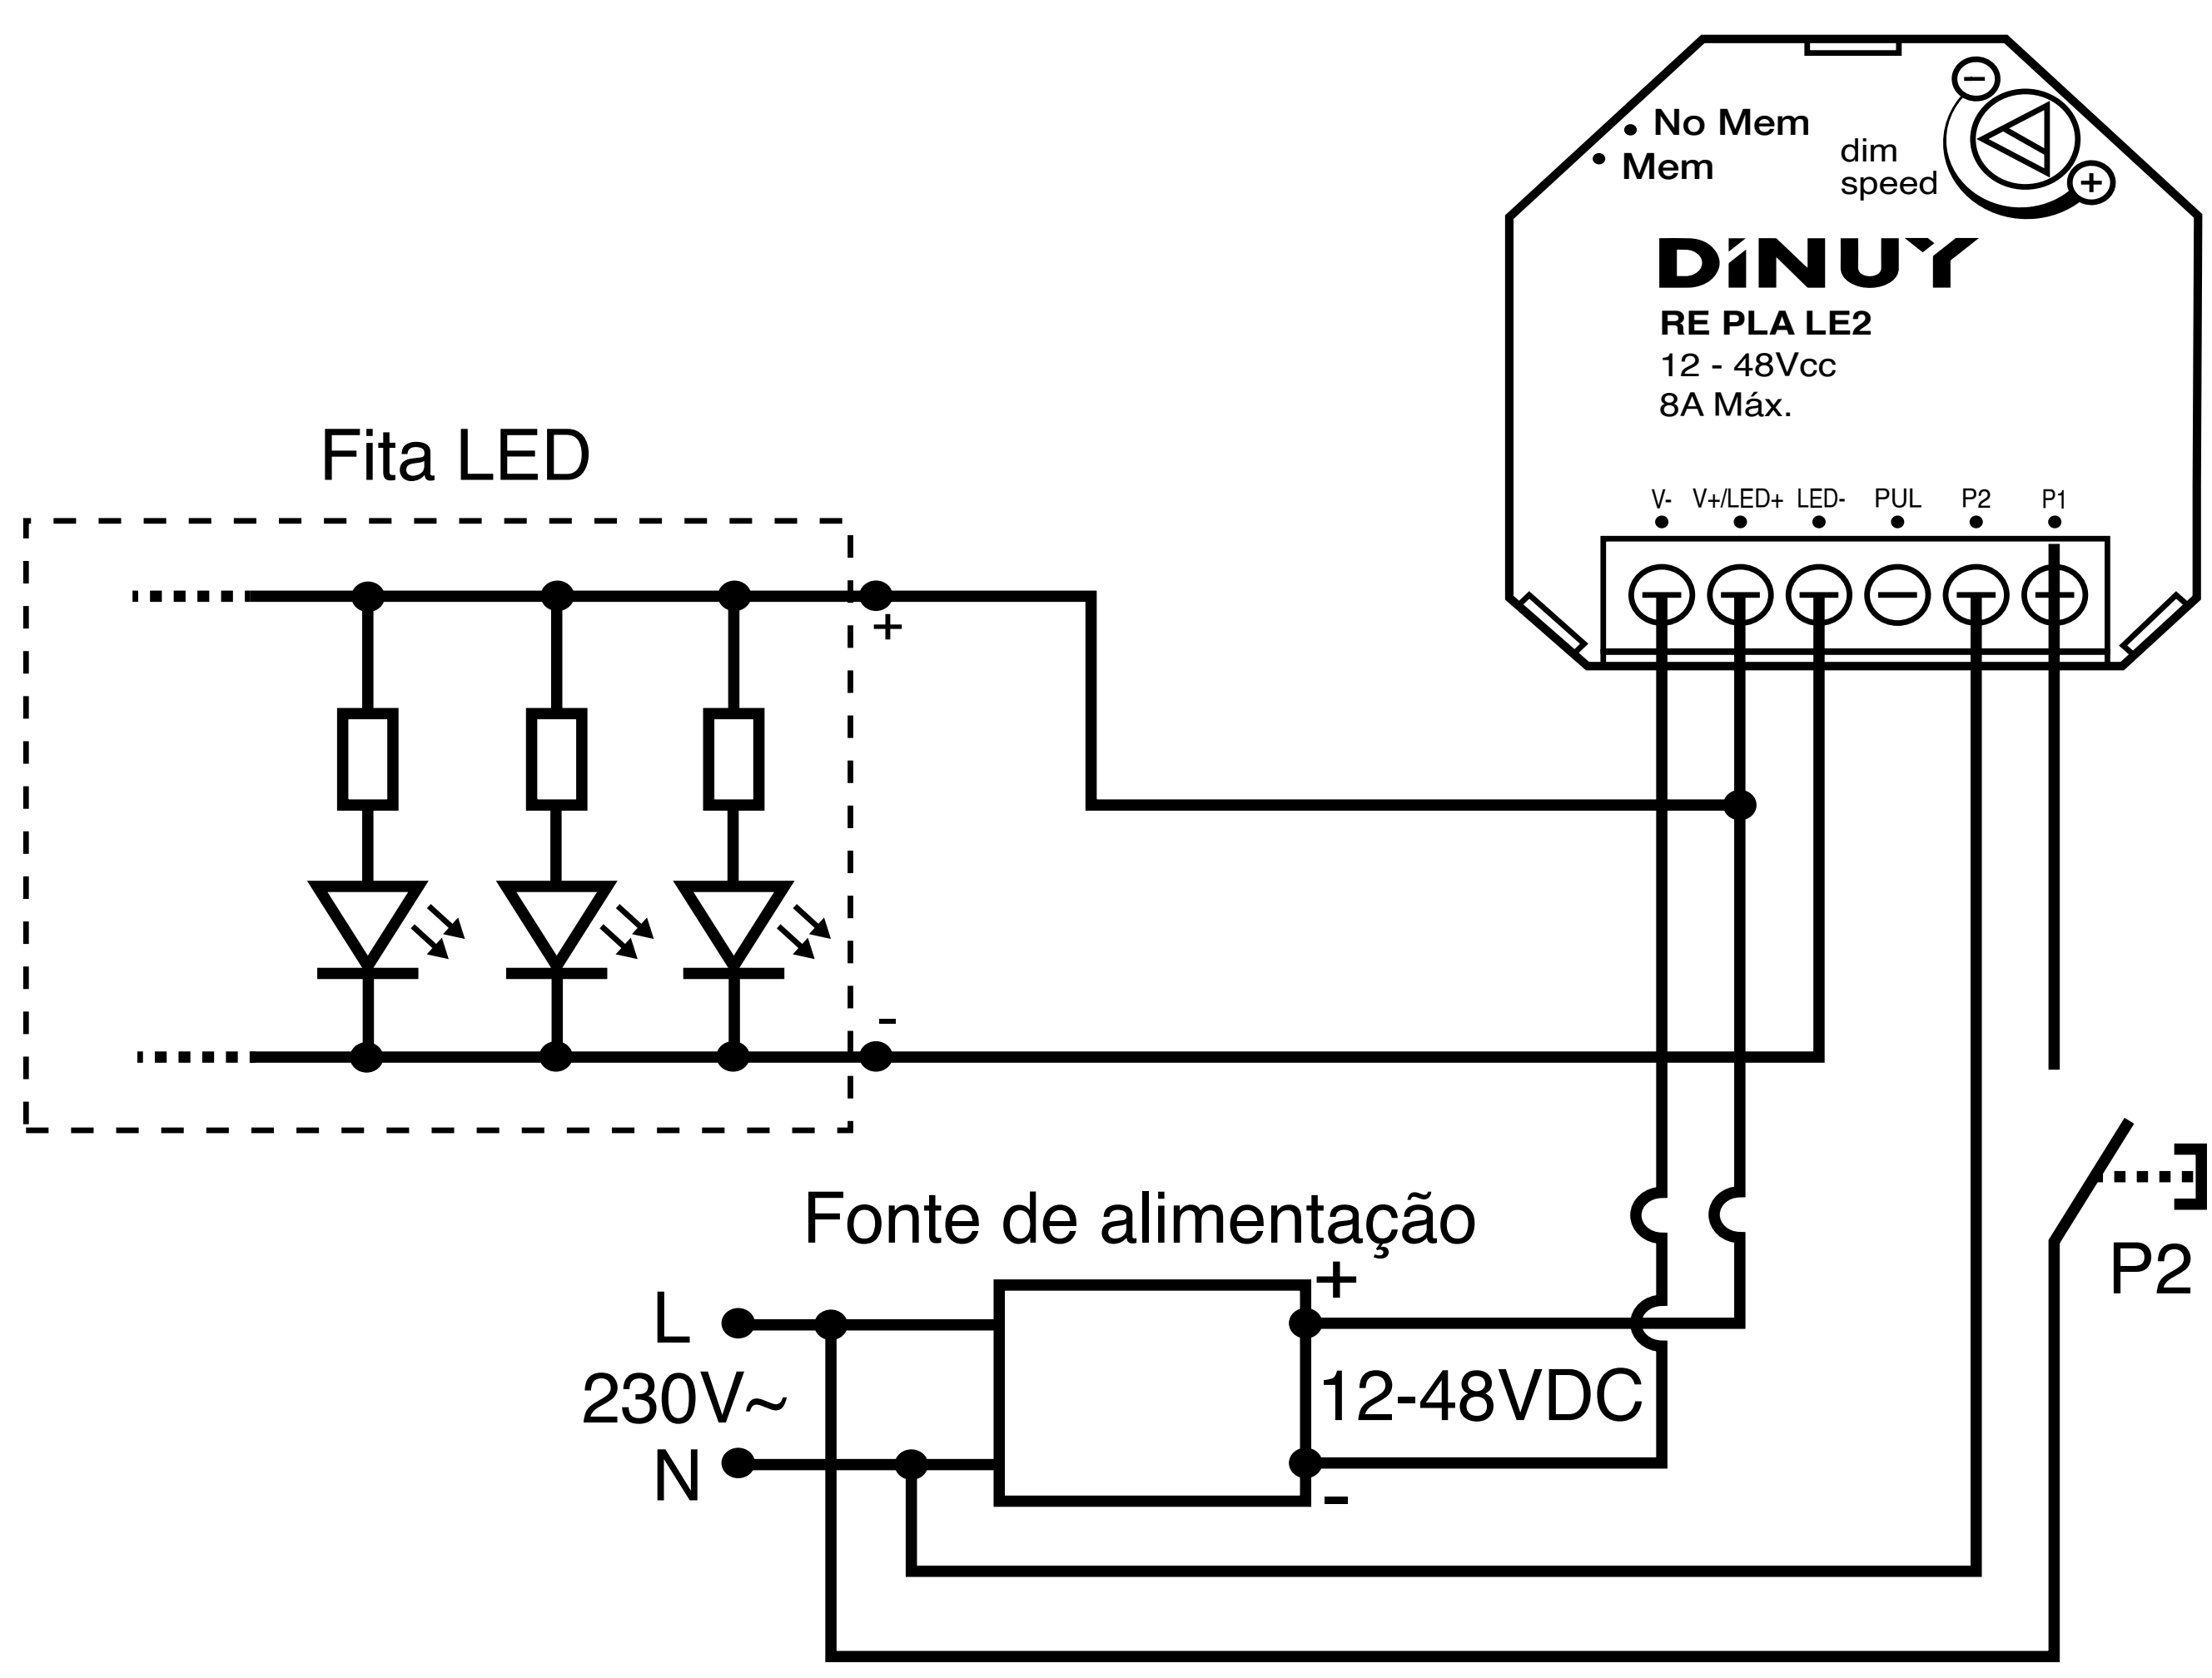 No Mem
Mem
dim
speed
DiNUY
RE PLA LE2
12 - 48Vcc
8A Máx.
V- V+/LED+ LED- PUL P2 P1
Fita LED
+
-
Fonte de alimentação
+
L
230V~
12-48VDC
N
-
P2